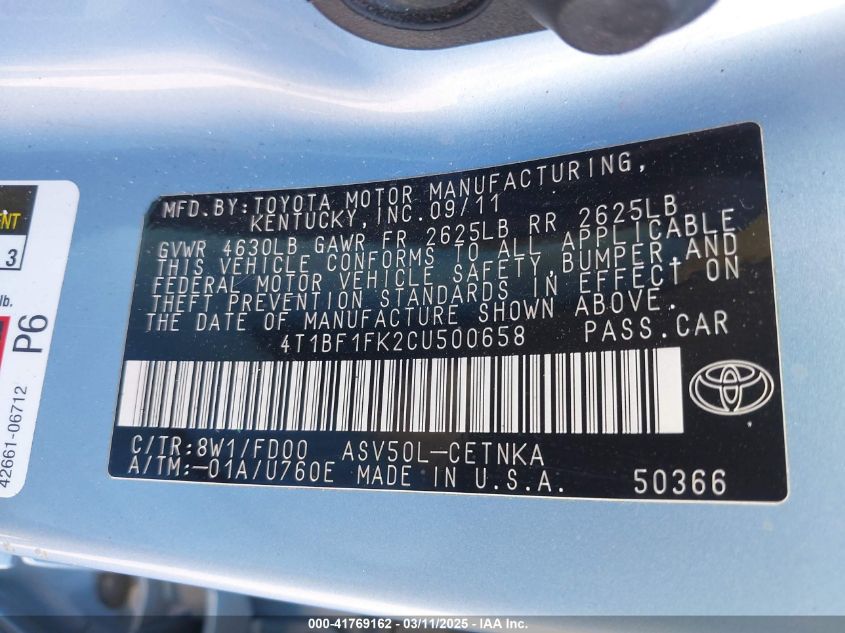 MFD.BY:TOYOTA MOTOR MANUFACTURING,
KENTUCKY, INC. 09/11
GVWR 4630LB GAWR FR 2625LB RR 2625LB
THIS VEHICLE CONFORMS TO ALL APPLICABLE
FEDERAL MOTOR VEHICLE SAFETY,BUMPER,AND
THEFT PREVENTION STANDARDS IN EFFECT ON
THE DATE OF MANUFACTURE SHOWN ABOVE.
4T1BF1FK2CU500658 PASS.CAR
C/TR:8W1/FD00 ASV50L-CETNKA
A/TM:-01A/U760E MADE IN U.S.A. 50366
3
lb.
P6
42661-06712
000-41769162 - 03/11/2025 - IAA Inc.